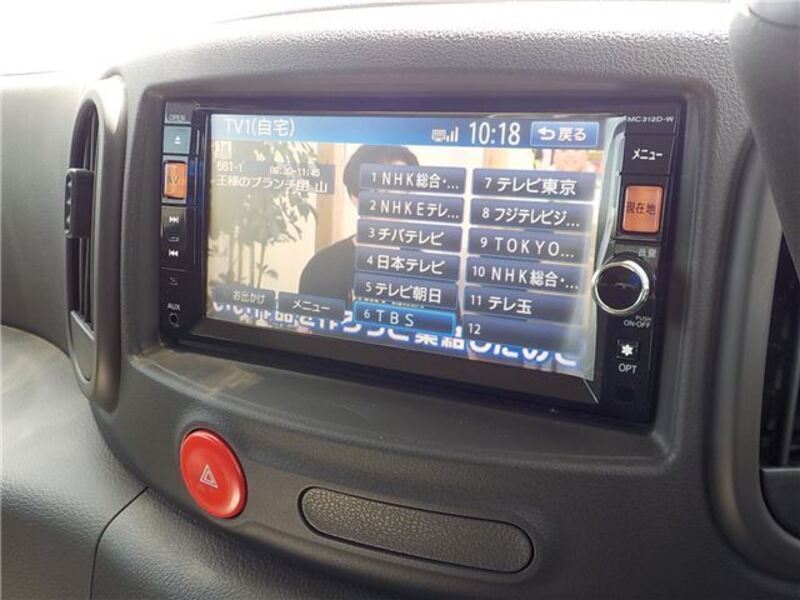 OPEN
TV1(自宅)
10:18
戻る
MC312D-W
メニュー
現在地
061-1
09:30-11:45
王様のブランチ
1 NHK総合・...
2 NHKEテレ...
3 チバテレビ
4 日本テレビ
5 テレビ朝日
6 TBS
7 テレビ東京
8 フジテレビジ...
9 TOKYO...
10 NHK総合・...
11 テレ玉
12
お出かけ
メニュー
AV
AUX
音量
PUSH
ON·OFF
OPT